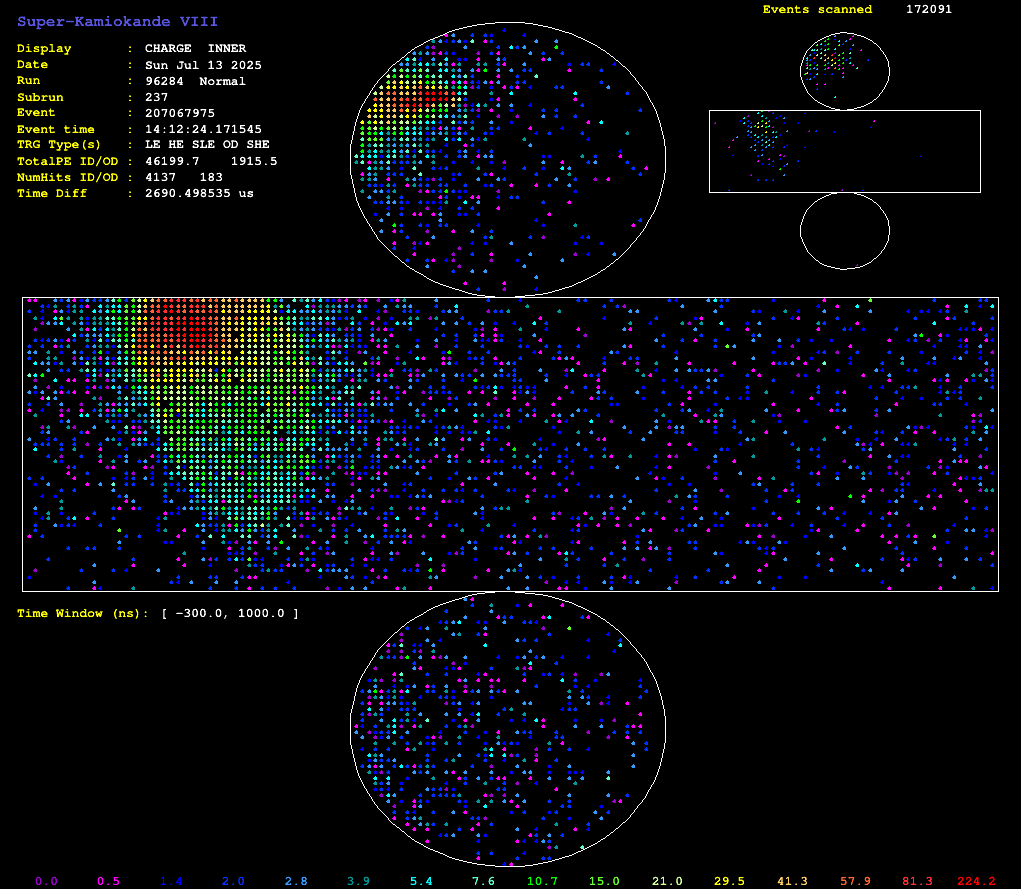 Super-Kamiokande VIII
Display : CHARGE INNER
Date : Sun Jul 13 2025
Run : 96284 Normal
Subrun : 237
Event : 207067975
Event time : 14:12:24.171545
TRG Type(s) : LE HE SLE OD SHE
TotalPE ID/OD : 46199.7 1915.5
NumHits ID/OD : 4137 183
Time Diff : 2690.498535 us
Events scanned 172091
Time Window (ns): [ -300.0, 1000.0 ]
0.0 0.5 1.4 2.0 2.8 3.9 5.4 7.6 10.7 15.0 21.0 29.5 41.3 57.9 81.3 224.2